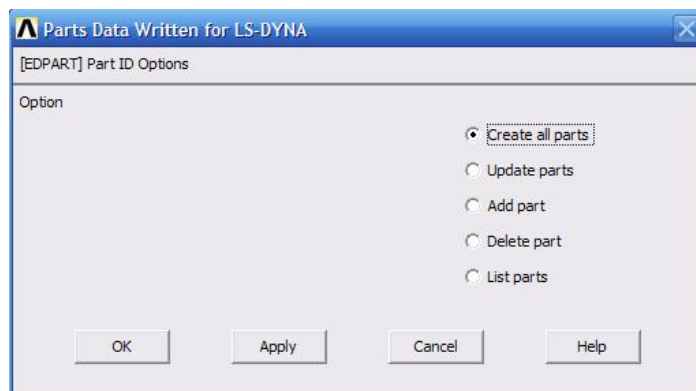 Parts Data Written for LS-DYNA
[EDPART] Part ID Options
Option
Create all parts
Update parts
Add part
Delete part
List parts
OK Apply Cancel Help